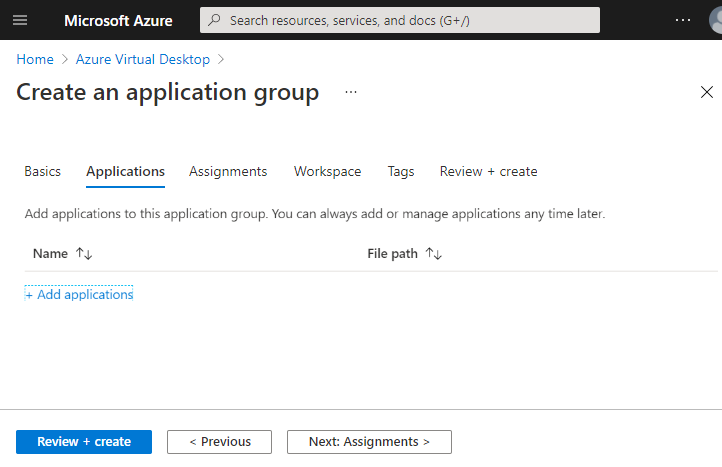 Microsoft Azure
Search resources, services, and docs (G+/)
Home > Azure Virtual Desktop >
Create an application group ...
Basics Applications Assignments Workspace Tags Review + create
Add applications to this application group. You can always add or manage applications any time later.
Name ↑↓ File path ↑↓
+ Add applications
Review + create < Previous Next: Assignments >